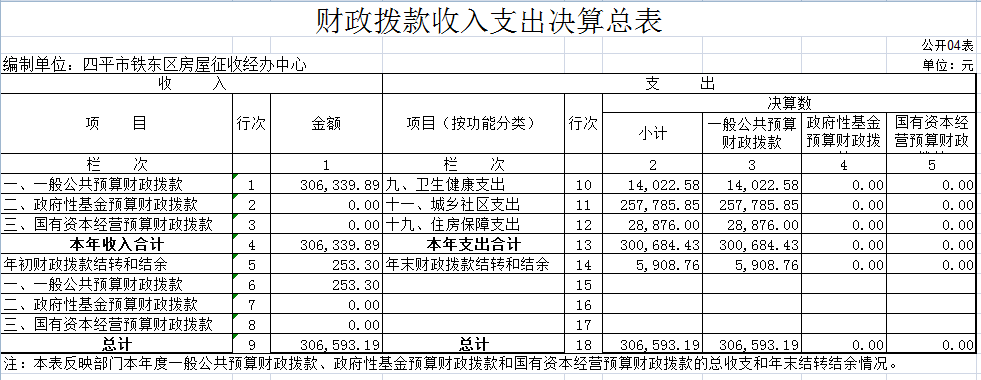 财政拨款收入支出决算总表
公开04表
编制单位：四平市铁东区房屋征收经办中心 单位：元
收 入 支 出
项 目 行次 金额 项目（按功能分类） 行次 决算数
小计 一般公共预算财政拨款 政府性基金预算财政拨 国有资本经营预算财政
栏 次 1 栏 次 2 3 4 5
一、一般公共预算财政拨款 1 306,339.89 九、卫生健康支出 10 14,022.58 14,022.58 0.00 0.00
二、政府性基金预算财政拨款 2 0.00 十一、城乡社区支出 11 257,785.85 257,785.85 0.00 0.00
三、国有资本经营预算财政拨款 3 0.00 十九、住房保障支出 12 28,876.00 28,876.00 0.00 0.00
本年收入合计 4 306,339.89 本年支出合计 13 300,684.43 300,684.43 0.00 0.00
年初财政拨款结转和结余 5 253.30 年末财政拨款结转和结余 14 5,908.76 5,908.76 0.00 0.00
一、一般公共预算财政拨款 6 253.30 15
二、政府性基金预算财政拨款 7 0.00 16
三、国有资本经营预算财政拨款 8 0.00 17
总计 9 306,593.19 总计 18 306,593.19 306,593.19 0.00 0.00
注：本表反映部门本年度一般公共预算财政拨款、政府性基金预算财政拨款和国有资本经营预算财政拨款的总收支和年末结转结余情况。